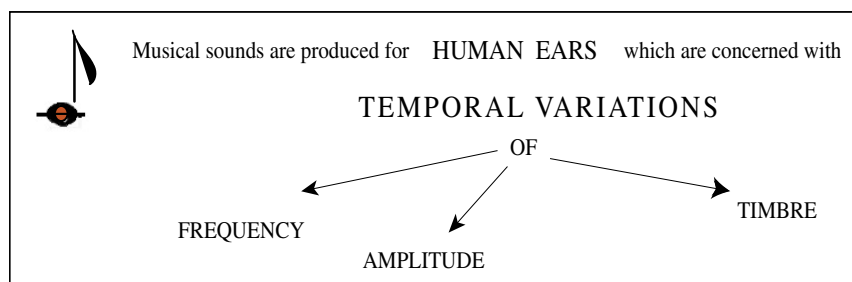 Musical sounds are produced for HUMAN EARS which are concerned with
TEMPORAL VARIATIONS
OF
TIMBRE
FREQUENCY
AMPLITUDE